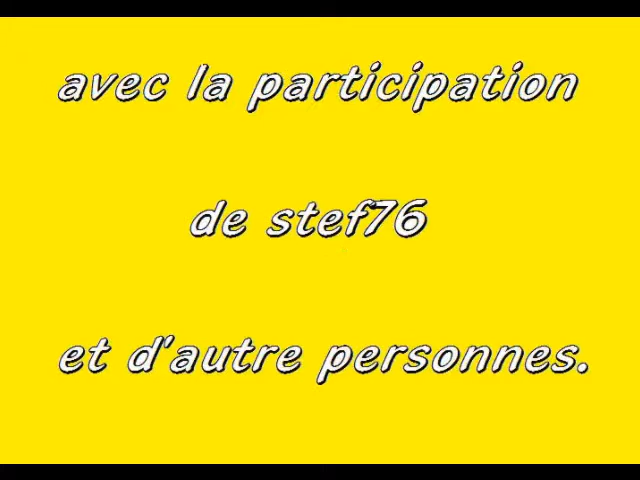 avec la participation
de stef76
et d'autre personnes.